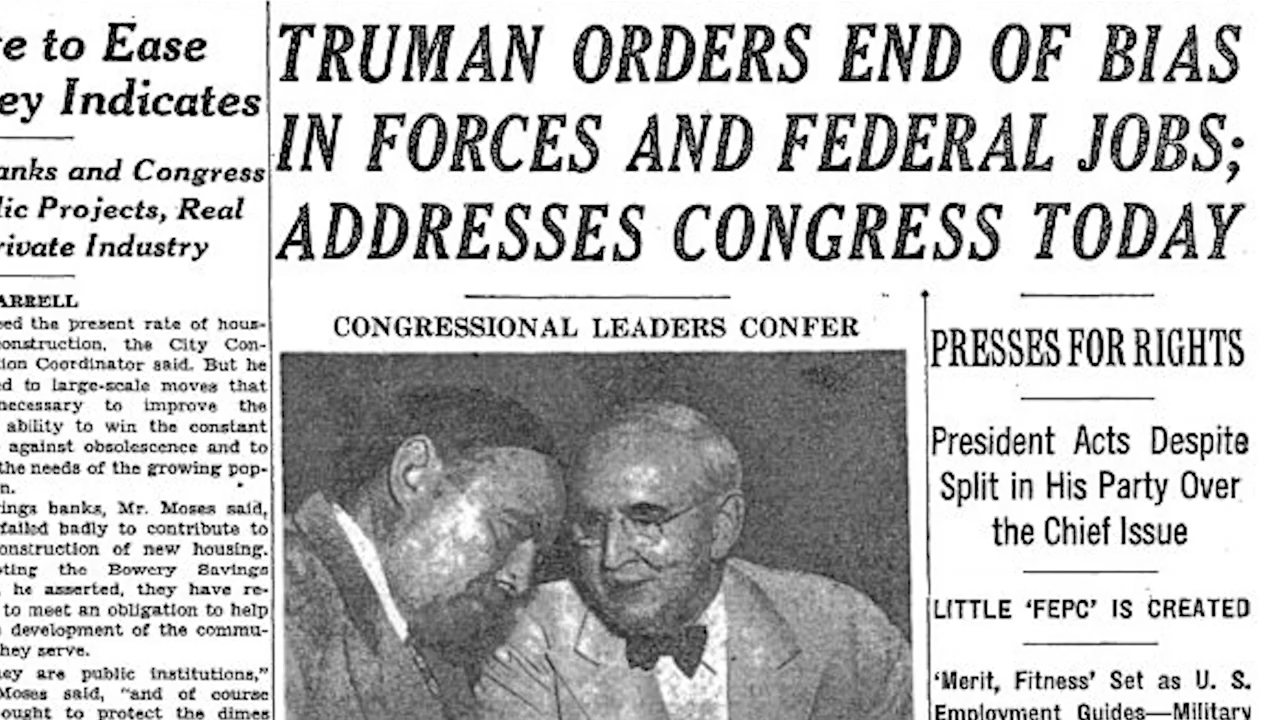 e to Ease
ey Indicates
anks and Congress
lic Projects, Real
rivate Industry
ARRELL
eed the present rate of hous-
onstruction, the City Con-
ion Coordinator said. But he
ed to large-scale moves that
necessary to improve the
ability to win the constant
against obsolescence and to
the needs of the growing pop-
n.
ings banks, Mr. Moses said,
failed badly to contribute to
onstruction of new housing.
ting the Bowery Savings
, he asserted, they have re-
to meet an obligation to help
development of the commu-
hey serve.
ey are public institutions,"
Moses said, "and of course
ought to protect the dimes
TRUMAN ORDERS END OF BIAS
IN FORCES AND FEDERAL JOBS;
ADDRESSES CONGRESS TODAY
CONGRESSIONAL LEADERS CONFER
PRESSES FOR RIGHTS
President Acts Despite
Split in His Party Over
the Chief Issue
LITTLE 'FEPC' IS CREATED
'Merit, Fitness' Set as U. S.
Employment Guides—Military